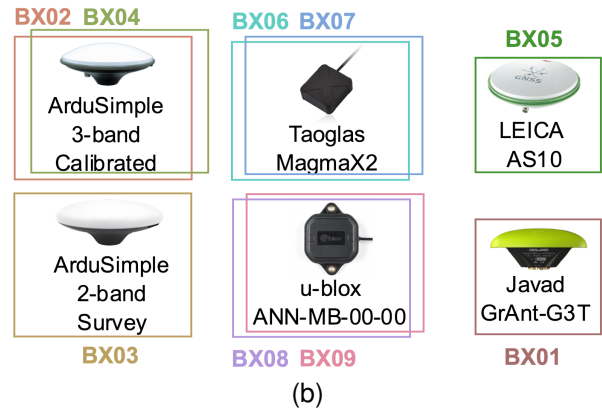 BX02 BX04
BX06 BX07
BX05
ArduSimple
3-band
Calibrated
Taoglas
MagmaX2
GNSS
LEICA
AS10
ArduSimple
2-band
Survey
u-blox
ANN-MB-00-00
Javad
GrAnt-G3T
BX03
BX08 BX09
BX01
(b)